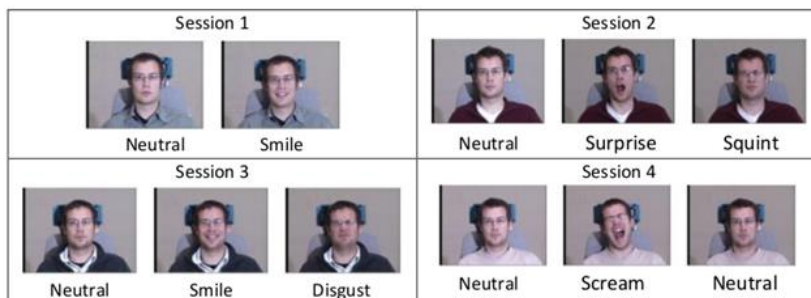 Session 1
Neutral Smile
Session 2
Neutral Surprise Squint
Session 3
Neutral Smile Disgust
Session 4
Neutral Scream Neutral